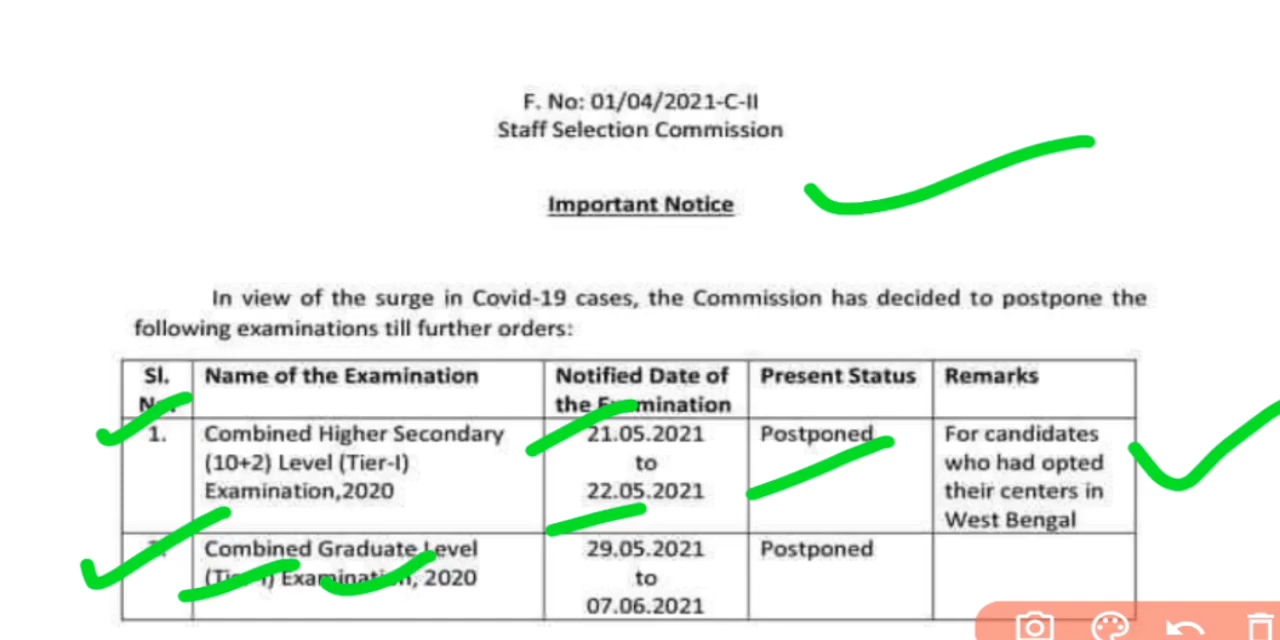 F. No: 01/04/2021-C-II
Staff Selection Commission
Important Notice
In view of the surge in Covid-19 cases, the Commission has decided to postpone the
following examinations till further orders:
Sl. Name of the Examination Notified Date of Present Status Remarks
the Examination
1. Combined Higher Secondary 21.05.2021 Postponed For candidates
(10+2) Level (Tier-I) to who had opted
Examination,2020 22.05.2021 their centers in
West Bengal
Combined Graduate Level 29.05.2021 Postponed
(Tier-I) Examination, 2020 to
07.06.2021